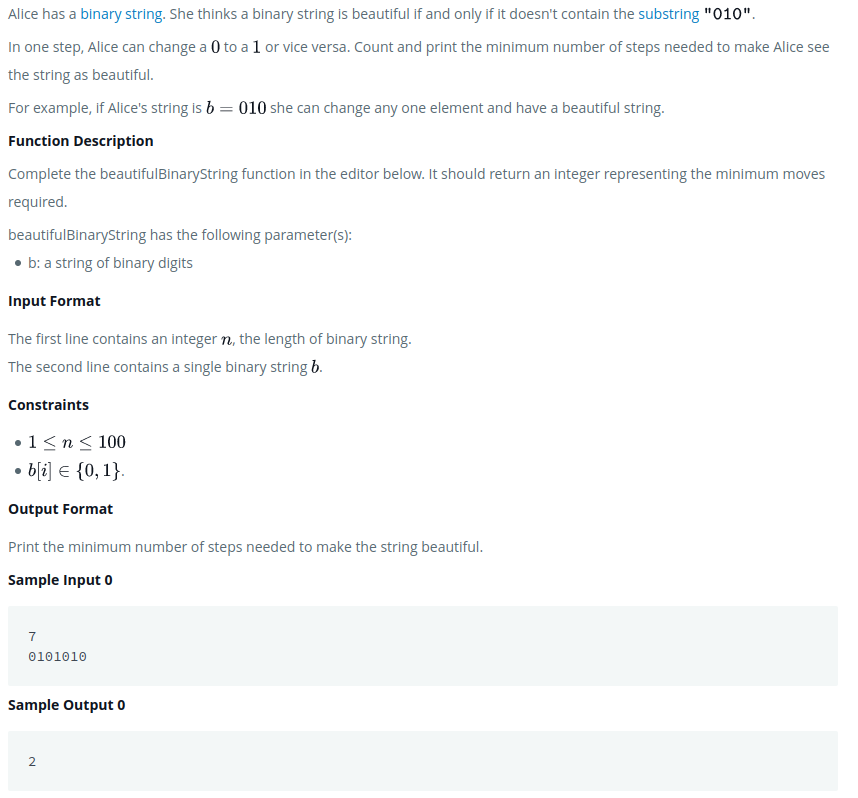 Alice has a binary string. She thinks a binary string is beautiful if and only if it doesn't contain the substring "010".
In one step, Alice can change a 0 to a 1 or vice versa. Count and print the minimum number of steps needed to make Alice see
the string as beautiful.
For example, if Alice's string is b = 010 she can change any one element and have a beautiful string.
Function Description
Complete the beautifulBinaryString function in the editor below. It should return an integer representing the minimum moves
required.
beautifulBinaryString has the following parameter(s):
• b: a string of binary digits
Input Format
The first line contains an integer n, the length of binary string.
The second line contains a single binary string b.
Constraints
• 1 ≤ n ≤ 100
• b[i] ∈ {0, 1}.
Output Format
Print the minimum number of steps needed to make the string beautiful.
Sample Input 0
7
0101010
Sample Output 0
2